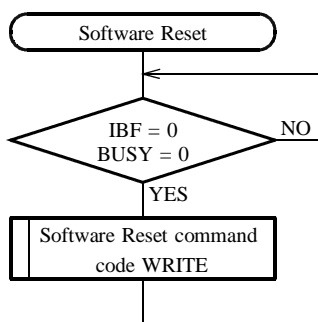 Software Reset
IBF = 0
BUSY = 0
NO
YES
Software Reset command
code WRITE